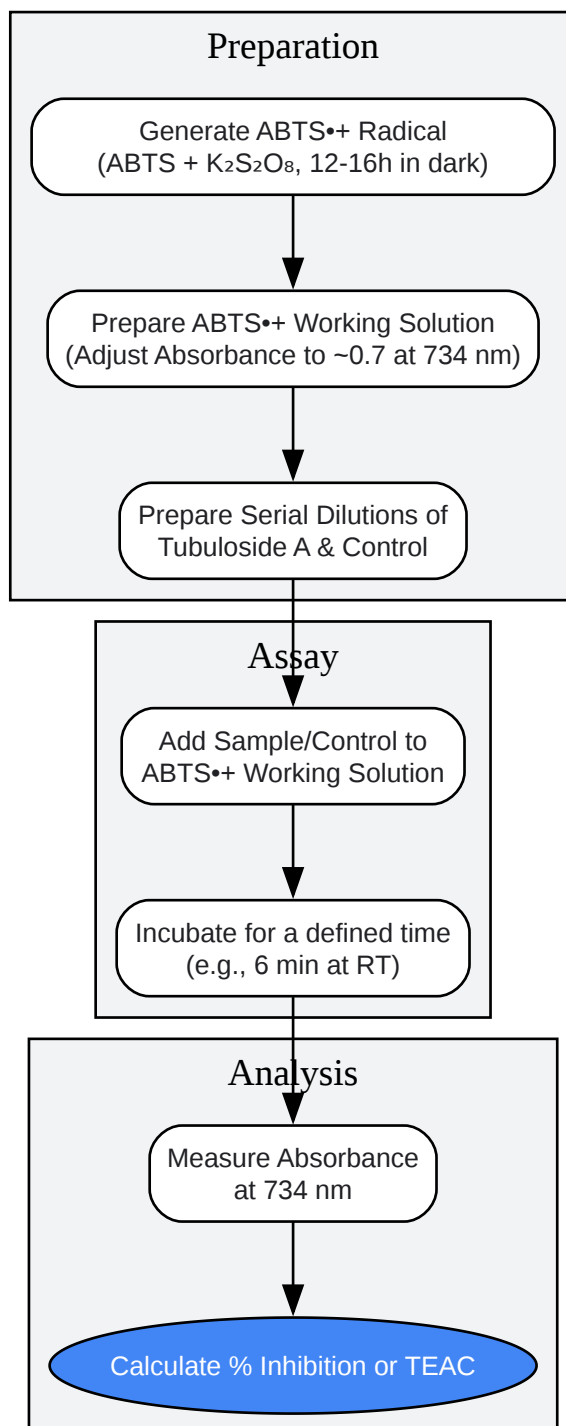 Preparation
Generate ABTS•+ Radical
(ABTS + K₂S₂O₈, 12-16h in dark)
Prepare ABTS•+ Working Solution
(Adjust Absorbance to ~0.7 at 734 nm)
Prepare Serial Dilutions of
Tubuloside A & Control
Assay
Add Sample/Control to
ABTS•+ Working Solution
Incubate for a defined time
(e.g., 6 min at RT)
Analysis
Measure Absorbance
at 734 nm
Calculate % Inhibition or TEAC